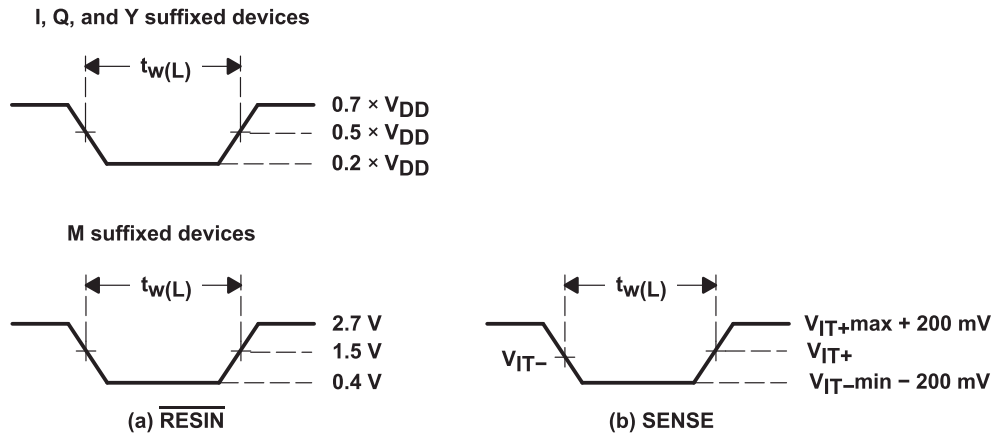 I, Q, and Y suffixed devices
tw(L)
0.7 × VDD
0.5 × VDD
0.2 × VDD
M suffixed devices
tw(L)
2.7 V
1.5 V
0.4 V
(a) RESIN
tw(L)
VIT−
VIT+max + 200 mV
VIT+
VIT−min − 200 mV
(b) SENSE